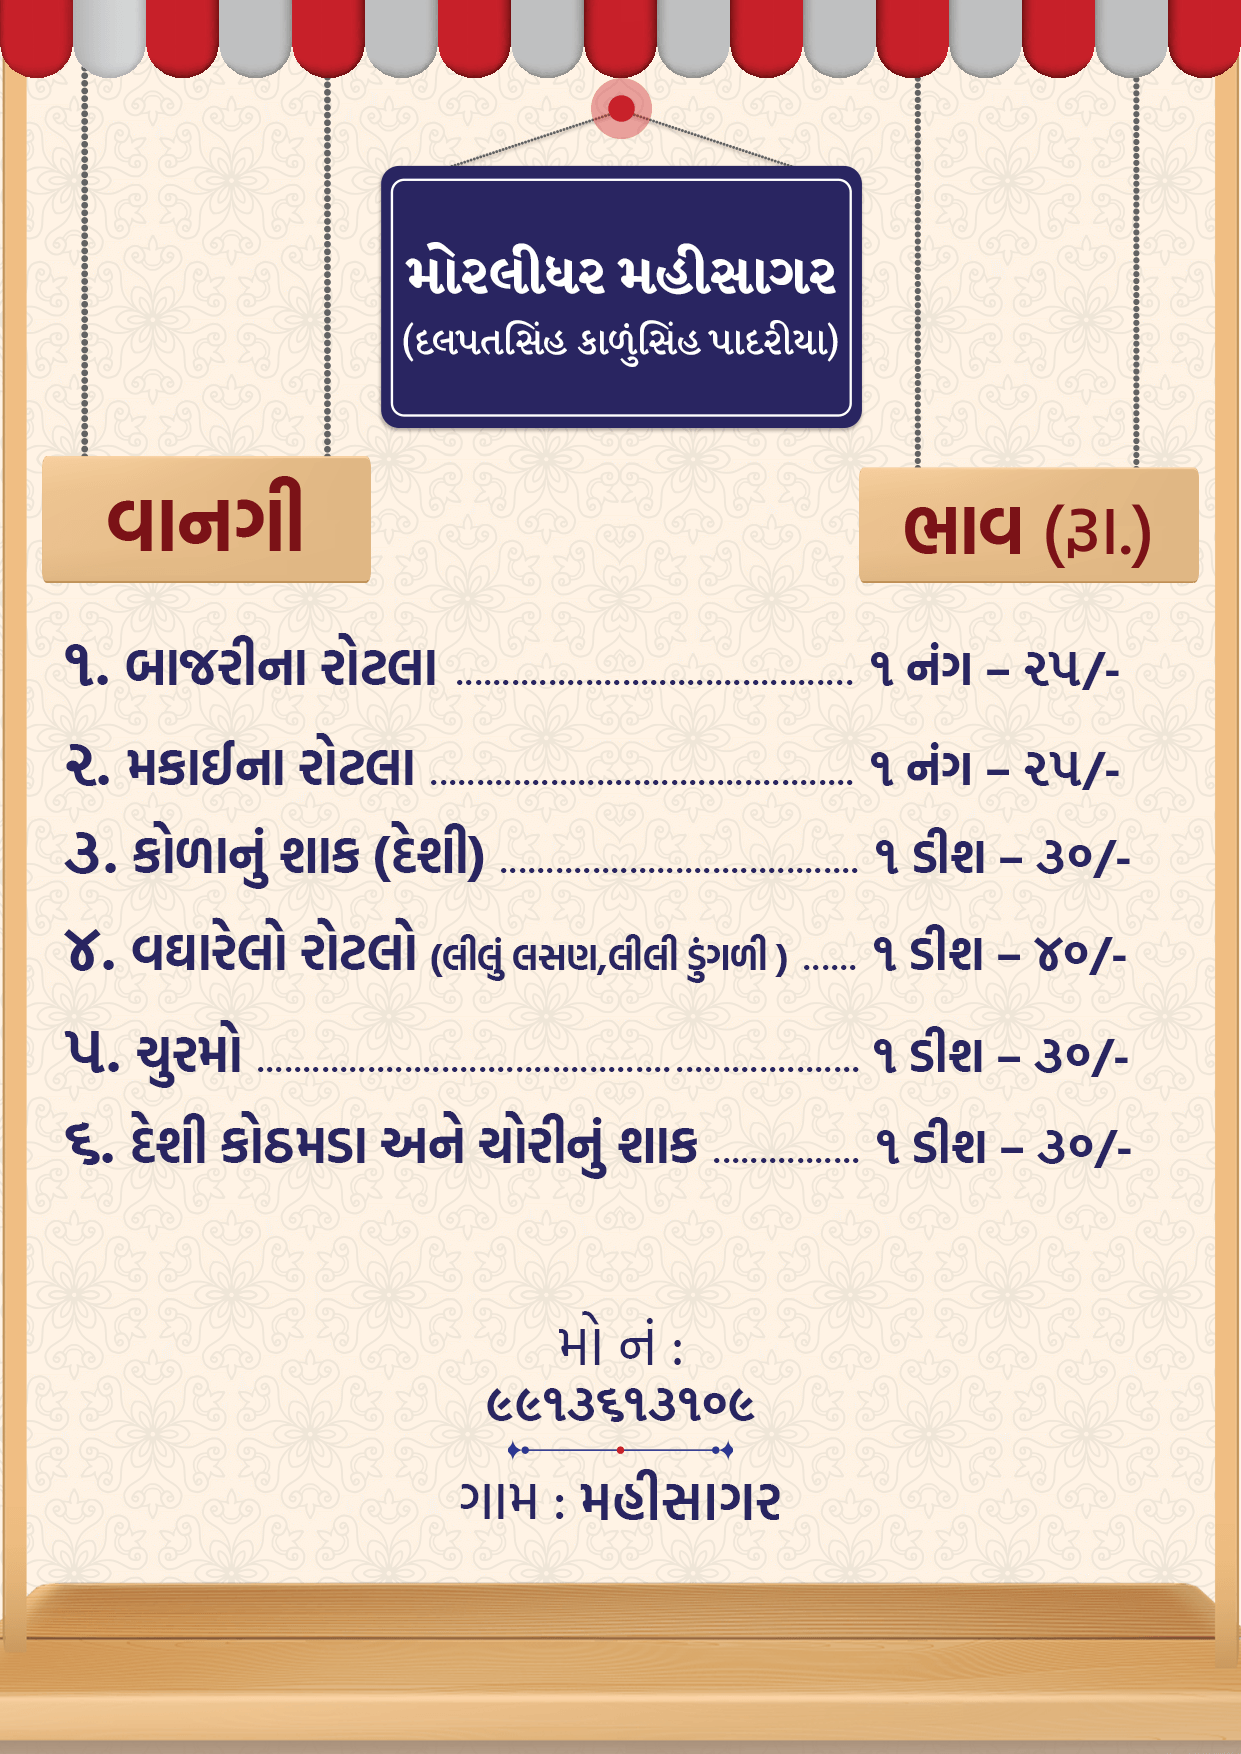 મોરલીધર મહીસાગર
(દલપતસિંહ કાળુંસિંહ પાદરીયા)
વાનગી ભાવ (રૂા.)
૧. બાજરીના રોટલા ............................................ ૧ નંગ – ૨૫/-
૨. મકાઈના રોટલા ............................................... ૧ નંગ – ૨૫/-
૩. કોળાનું શાક (દેશી) ....................................... ૧ ડીશ – ૩૦/-
૪. વઘારેલો રોટલો (લીલું લસણ,લીલી ડુંગળી ) ...... ૧ ડીશ – ૪૦/-
૫. ચુરમો ................................................................. ૧ ડીશ – ૩૦/-
૬. દેશી કોઠમડા અને ચોરીનું શાક ................ ૧ ડીશ – ૩૦/-
મો નં :
૯૯૧૩૬૧૩૧૦૯
ગામ : મહીસાગર